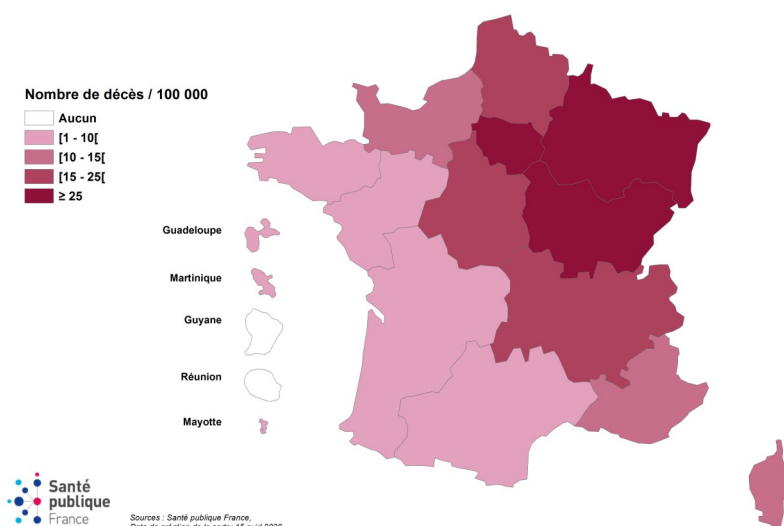 Nombre de décès / 100 000
Aucun
[1 - 10[
[10 - 15[
[15 - 25[
≥ 25
Guadeloupe
Martinique
Guyane
Réunion
Mayotte
Santé
publique
France
Sources : Santé publique France,